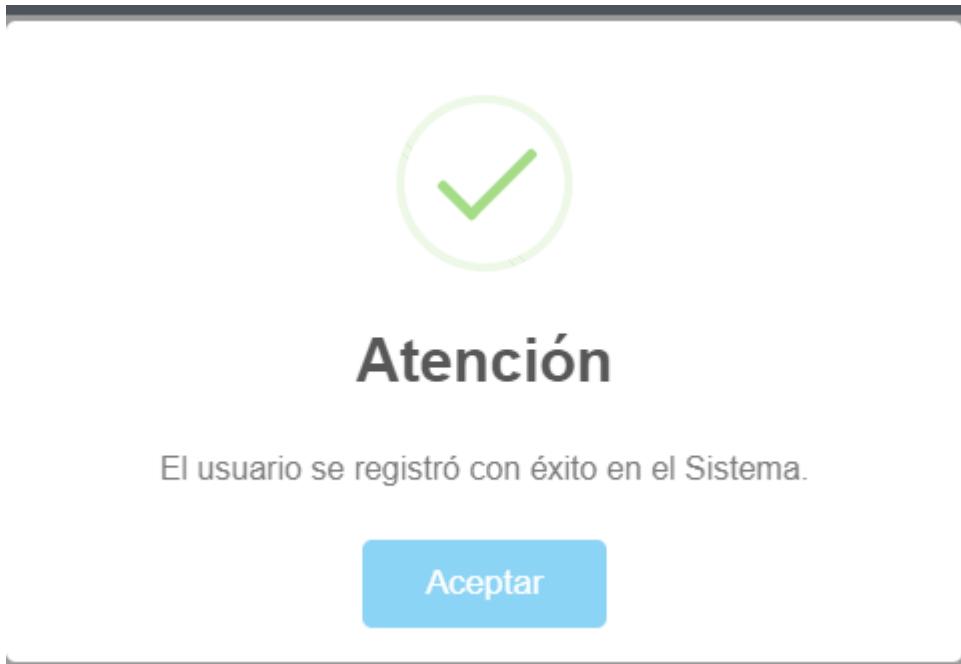 Atención
El usuario se registró con éxito en el Sistema.
Aceptar